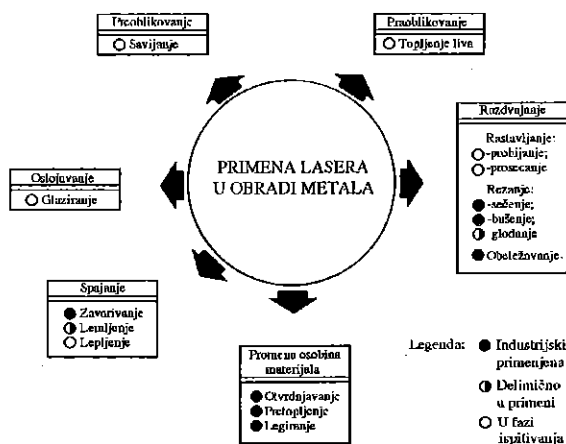 Preoblikovanje
Savijanje
Praoblikovanje
Topljenje liva
Razdvajanje
Rastavljanje:
-probijanje;
-prosecanje
Rezanje:
-sečenje;
-bušenje;
-glodanje
Obeležavanje
PRIMENA LASERA
U OBRADI METALA
Oslojavanje
Glaziranje
Spajanje
Zavarivanje
Lemljenje
Lepljenje
Promena osobina
materijala
Otvrdnjavanje
Pretopljenje
Legiranje
Legenda:
Industrijski
primenjena
Delimično
u primeni
U fazi
ispitivanja